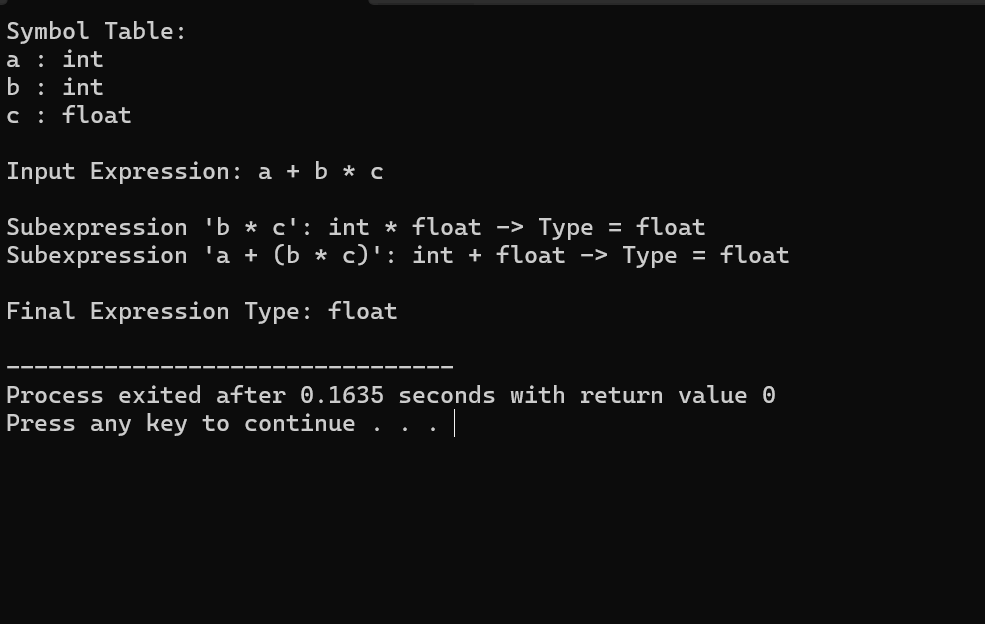 Symbol Table:
a : int
b : int
c : float
Input Expression: a + b * c
Subexpression 'b * c': int * float -> Type = float
Subexpression 'a + (b * c)': int + float -> Type = float
Final Expression Type: float
--------------------------------
Process exited after 0.1635 seconds with return value 0
Press any key to continue . . .